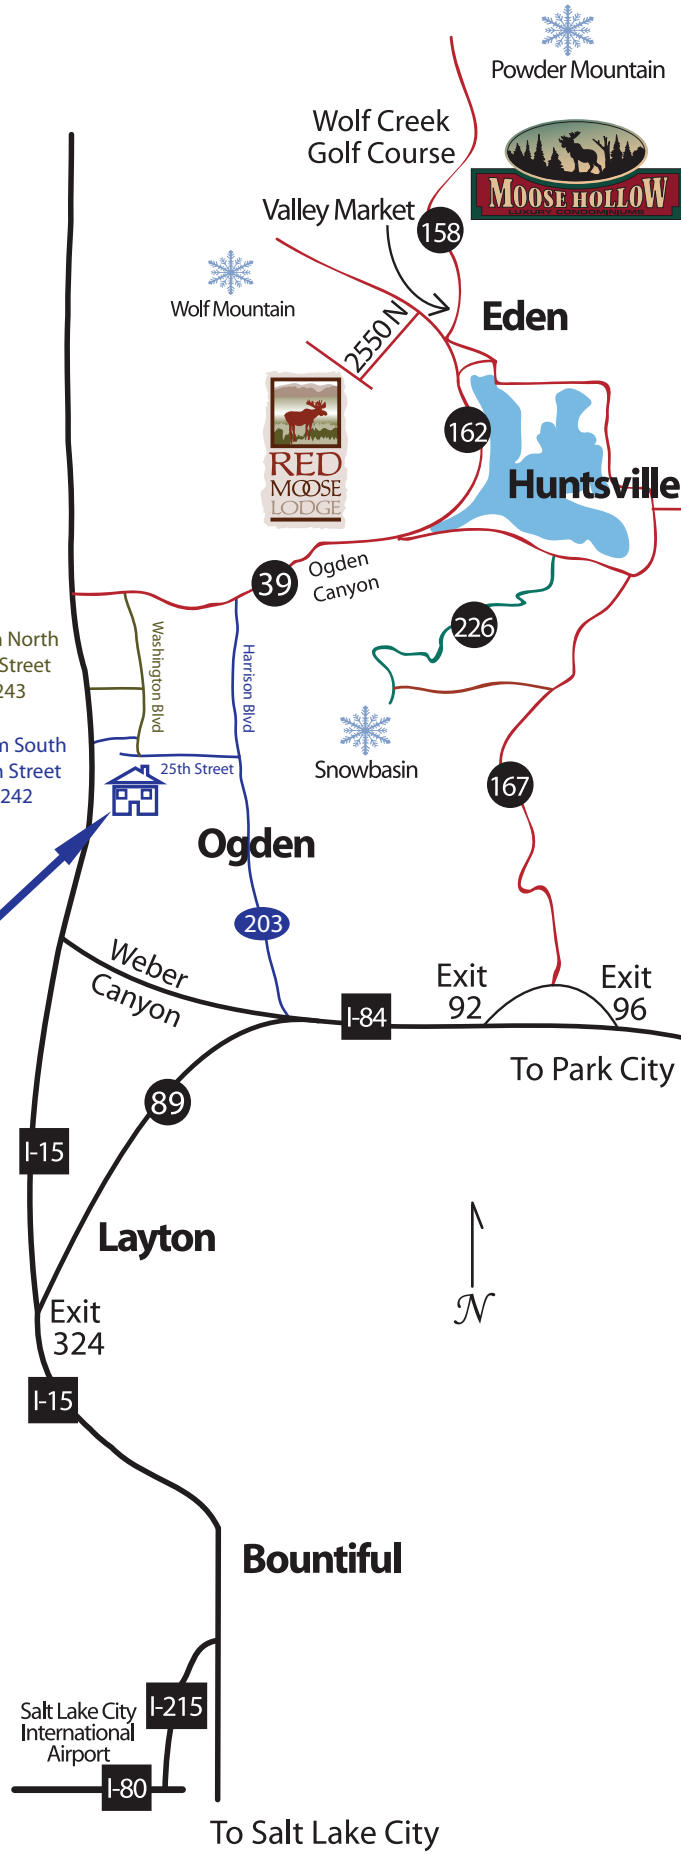 Powder Mountain
Wolf Creek
Golf Course
MOOSE HOLLOW
LUXURY CONDOMINIUMS
Valley Market
158
Wolf Mountain
Eden
2550 N
RED
MOOSE
LODGE
162
Huntsville
39
Ogden
Canyon
226
North
Street
243
Washington Blvd
Harrison Blvd
South
Street
242
25th Street
Snowbasin
167
Ogden
203
Weber
Canyon
Exit
92
Exit
96
I-84
To Park City
89
I-15
Layton
N
Exit
324
I-15
Bountiful
I-215
Salt Lake City
International
Airport
I-80
To Salt Lake City